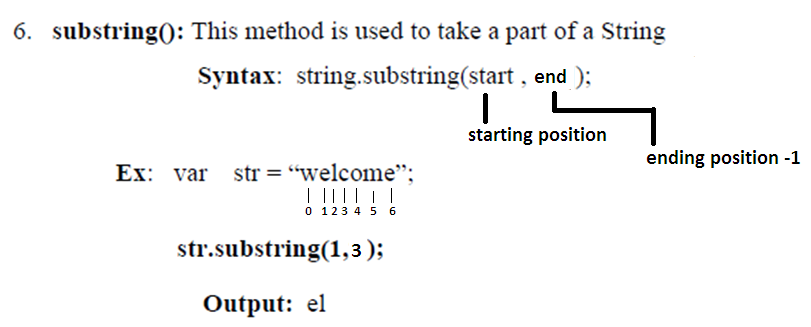 6. substring(): This method is used to take a part of a String
Syntax: string.substring(start , end );
starting position
ending position -1
Ex: var str = “welcome”;
0 1 2 3 4 5 6
str.substring(1,3 );
Output: el